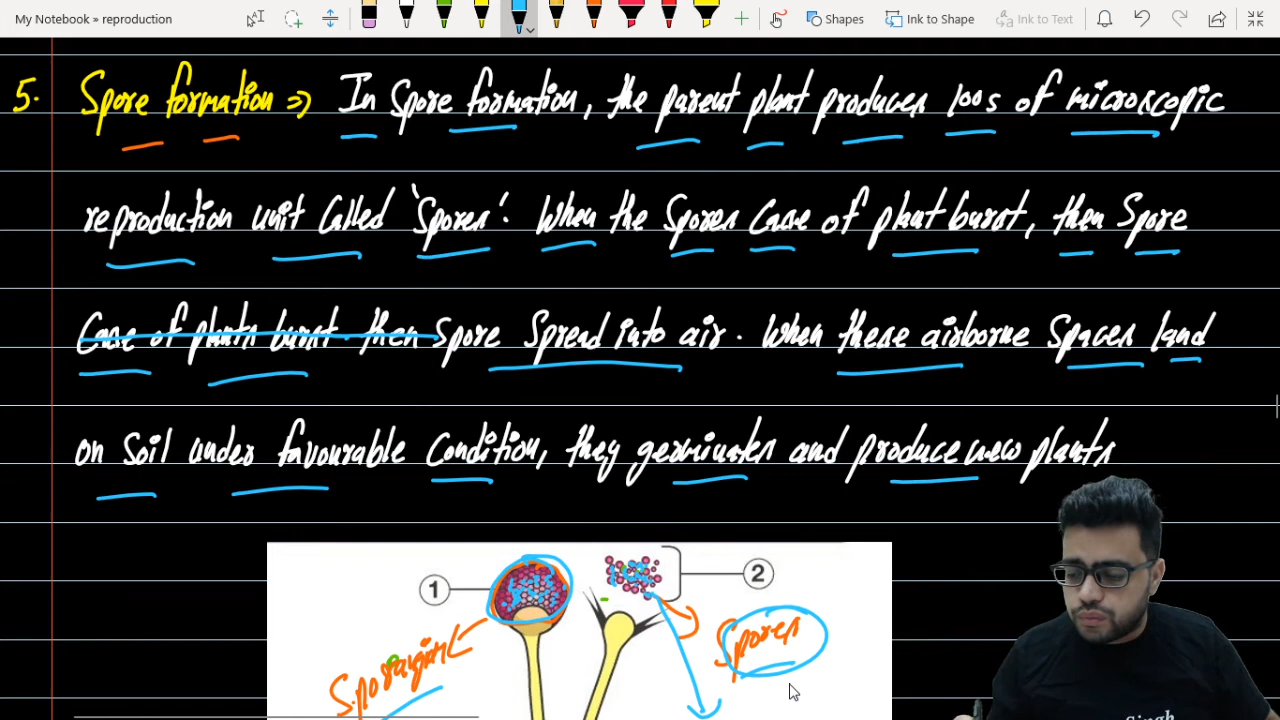 My Notebook » reproduction
Shapes
Ink to Shape
Ink to Text
5. Spore formation => In Spore formation, the parent plant produces 100s of microscopic
reproduction unit called 'Spores'. When the Spores Case of plant burst, then Spore
Case of plants burst then Spore Spread into air. When these airborne Spaces land
on Soil under favourable Condition, they germinates and produce new plants
1
2
Spores
Singh